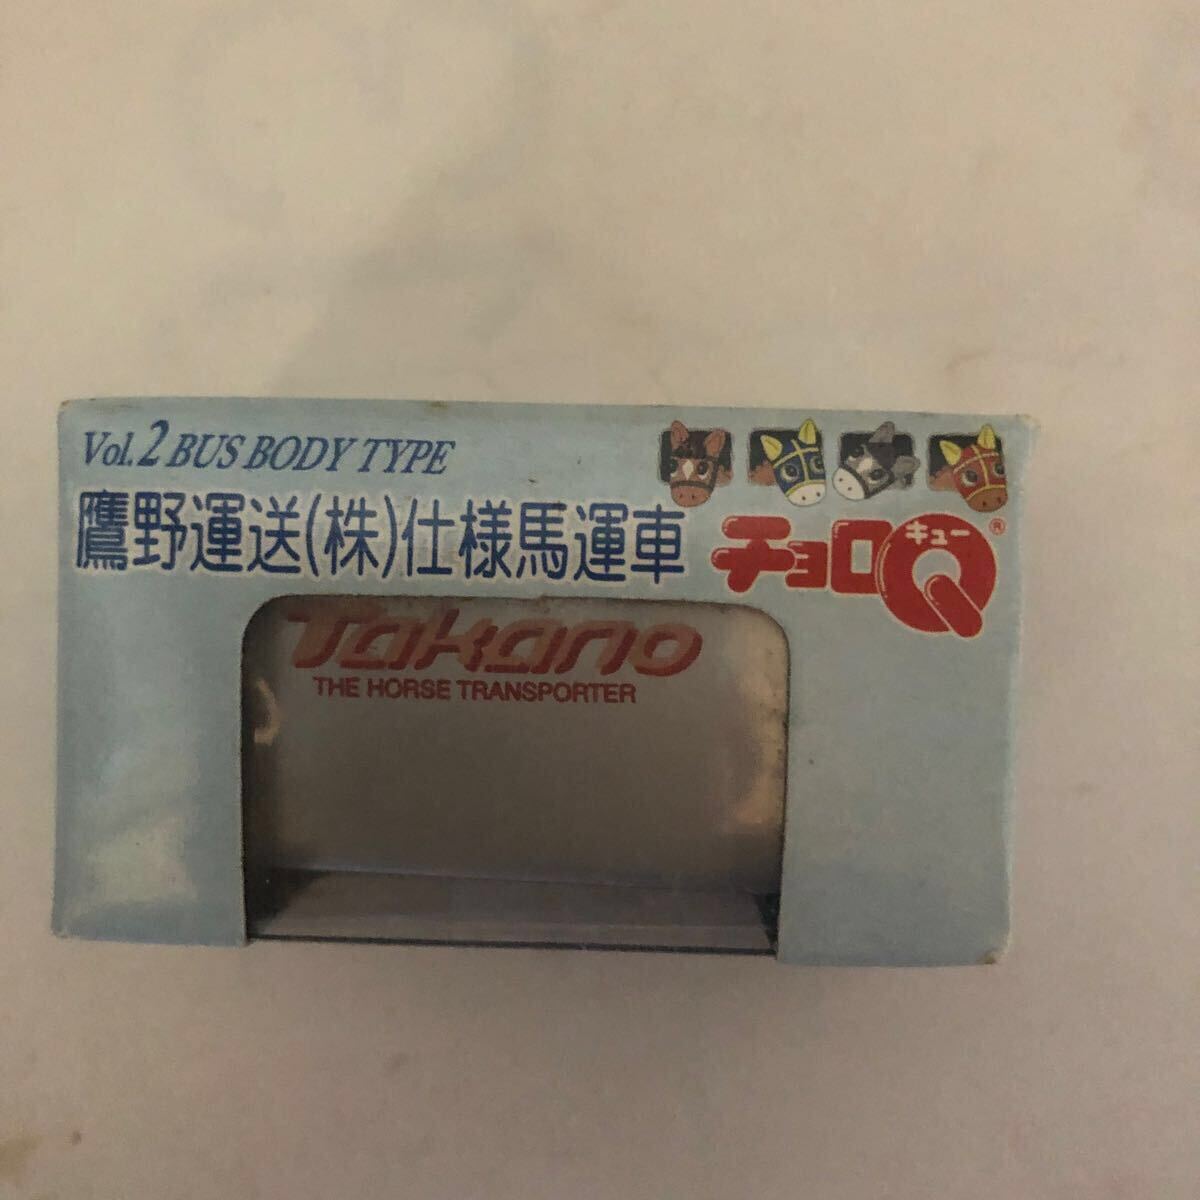 Vol.2 BUS BODY TYPE
鷹野運送(株)仕様馬運車
チョロQ®
キュー
Takano
THE HORSE TRANSPORTER